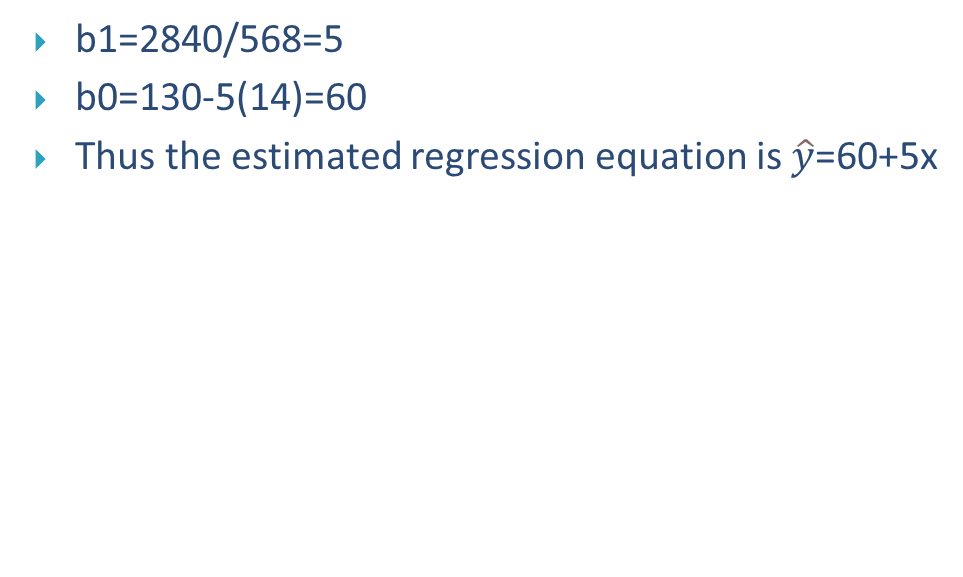 b1=2840/568=5
b0=130-5(14)=60
Thus the estimated regression equation is ŷ=60+5x